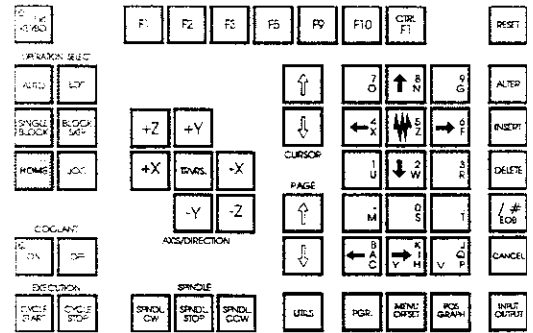 F1 F2 F3 F5 F9 F10 CTRL F1 RESET
OPERATION SELECT
AUTO 7 O 8 N 9 G ALTER
SINGLE BLOCK BLOCK SKIP +Z +Y 4 X 5 Z 6 F INSERT
CURSOR
HOME JOG +X TRVRS. -X 1 U 2 W 3 R DELETE
PAGE
-Y -Z - M 0 S . T / # EOB
COOLANT AXIS/DIRECTION
ON OFF B A C K I Y H J Q V P CANCEL
EXECUTION SPINDLE
CYCLE START CYCLE STOP SPNDL CW SPNDL STOP SPNDL CCW UTILS PGR. MENU OFFSET POS GRAPH INPUT OUTPUT